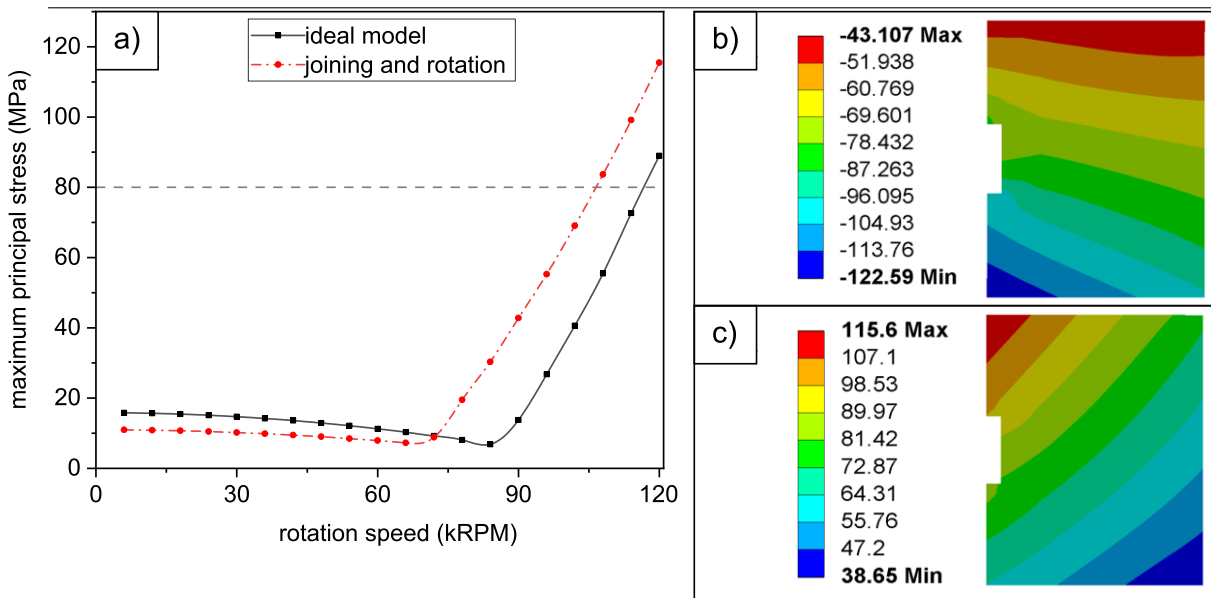 a)
ideal model
joining and rotation
maximum principal stress (MPa)
120
100
80
60
40
20
0
0
30
60
90
120
rotation speed (kRPM)
b)
-43.107 Max
-51.938
-60.769
-69.601
-78.432
-87.263
-96.095
-104.93
-113.76
-122.59 Min
c)
115.6 Max
107.1
98.53
89.97
81.42
72.87
64.31
55.76
47.2
38.65 Min